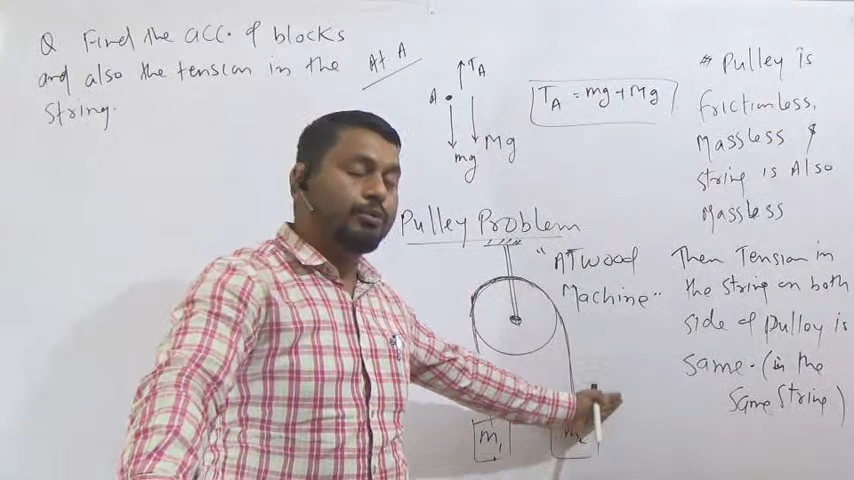 Q Find the acc. of blocks
and also the tension in the
string.
At A
TA
A
mg
Mg
TA = mg + Mg
# Pulley is
frictionless,
Massless &
string is Also
Massless
Pulley Problem
"ATwood
Machine"
Then Tension in
the string on both
side of pulley is
same. (in the
same string)
m1